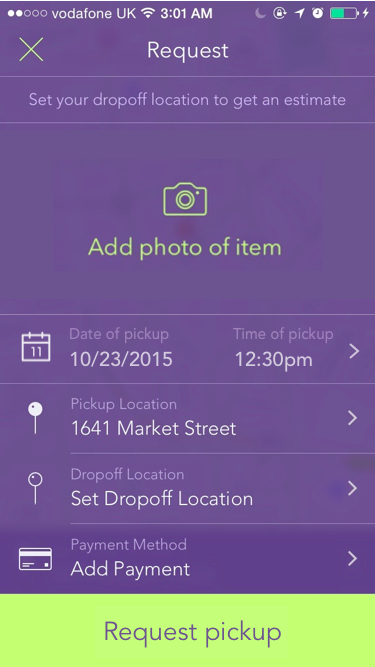 vodafone UK 3:01 AM
Request
Set your dropoff location to get an estimate
Add photo of item
Date of pickup Time of pickup
11 10/23/2015 12:30pm
Pickup Location
1641 Market Street
Dropoff Location
Set Dropoff Location
Payment Method
Add Payment
Request pickup